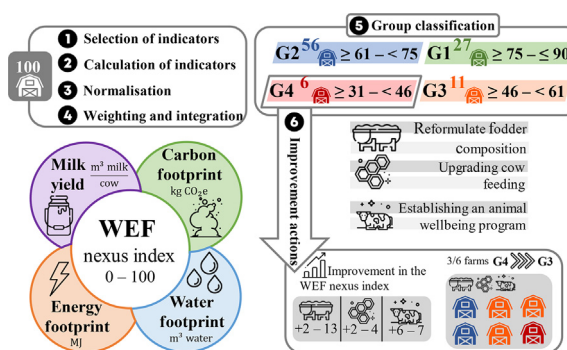 1 Selection of indicators
2 Calculation of indicators
3 Normalisation
4 Weighting and integration
100
5 Group classification
G2 56 ≥ 61 – < 75
G1 27 ≥ 75 – ≤ 90
G4 6 ≥ 31 – < 46
G3 11 ≥ 46 – < 61
6
Improvement actions
Reformulate fodder
composition
Upgrading cow
feeding
Establishing an animal
wellbeing program
Milk
yield
m³ milk
cow
Carbon
footprint
kg CO₂e
WEF
nexus index
0 – 100
Energy
footprint
MJ
Water
footprint
m³ water
Improvement in the
WEF nexus index
+2 – 13
+2 – 4
+6 – 7
3/6 farms G4 G3